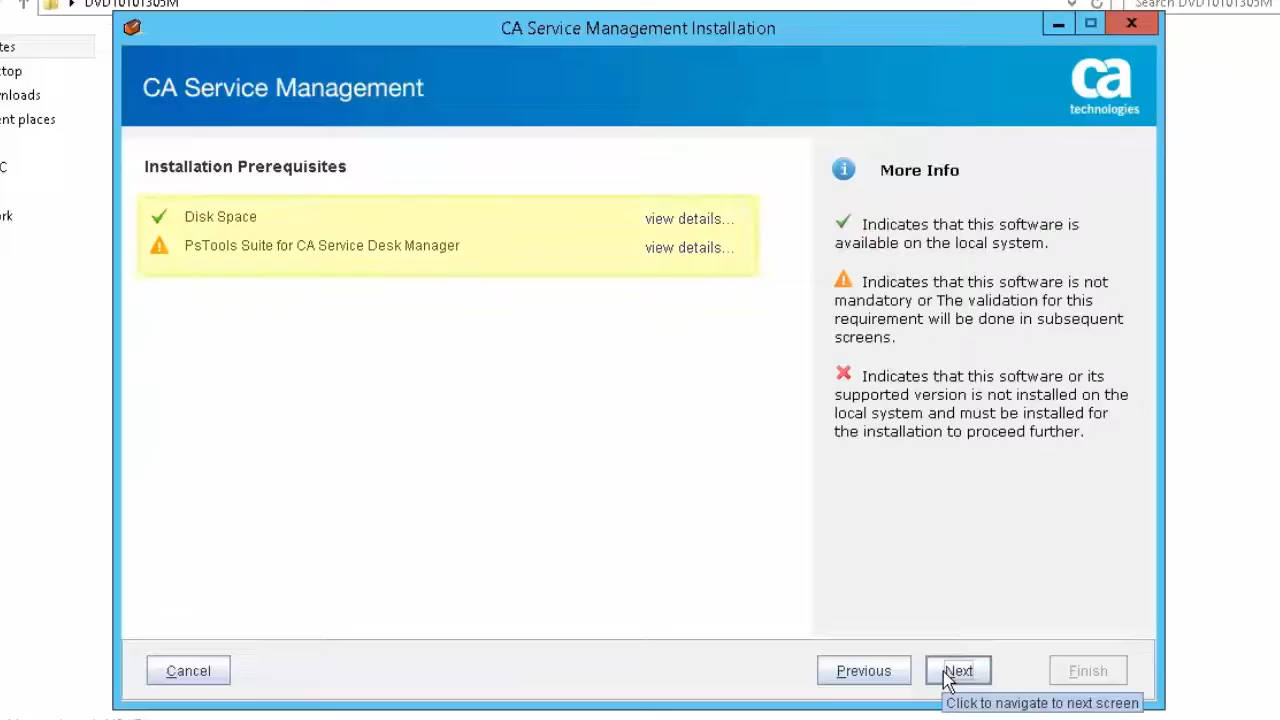 DVD10101305M
Search DVD10101305M
CA Service Management Installation
tes
top
nloads
ent places
C
rk
CA Service Management
ca
technologies
Installation Prerequisites
Disk Space view details...
PsTools Suite for CA Service Desk Manager view details...
More Info
Indicates that this software is
available on the local system.
Indicates that this software is not
mandatory or The validation for this
requirement will be done in subsequent
screens.
Indicates that this software or its
supported version is not installed on the
local system and must be installed for
the installation to proceed further.
Cancel
Previous
Next
Finish
Click to navigate to next screen